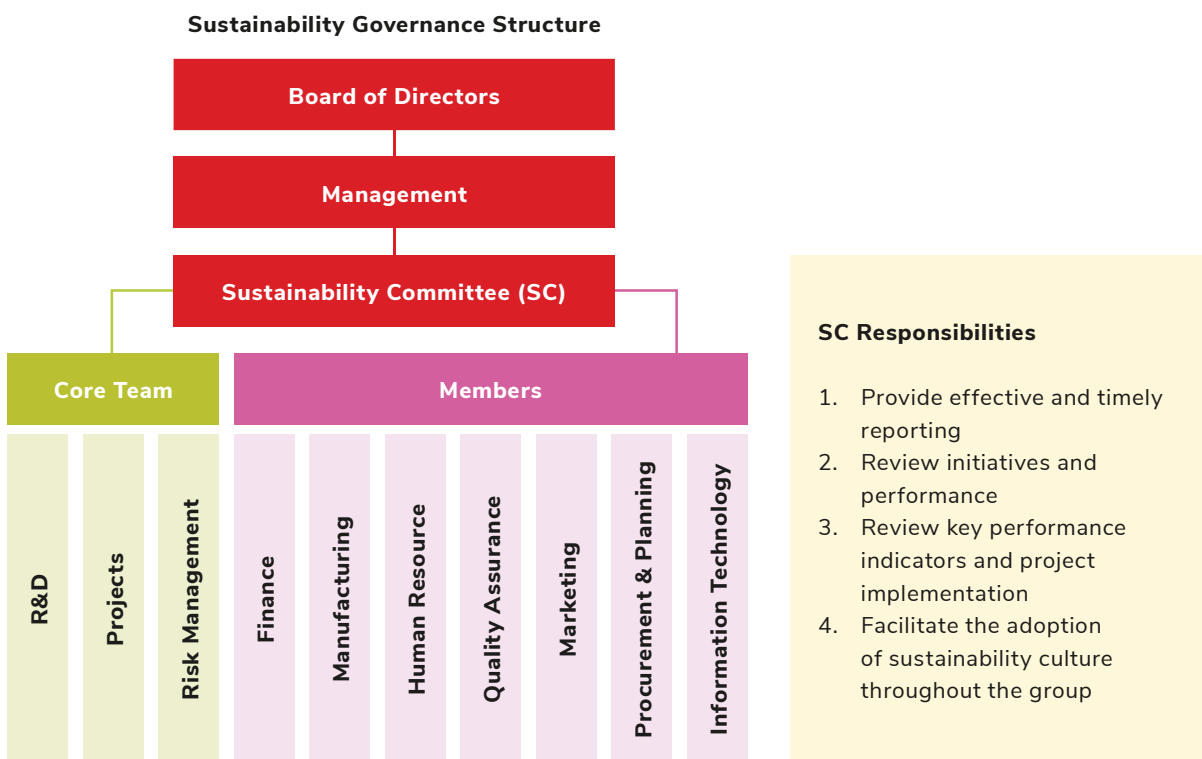 Sustainability Governance Structure
Board of Directors
Management
Sustainability Committee (SC)
Core Team
Members
R&D
Projects
Risk Management
Finance
Manufacturing
Human Resource
Quality Assurance
Marketing
Procurement & Planning
Information Technology
SC Responsibilities
1. Provide effective and timely
reporting
2. Review initiatives and
performance
3. Review key performance
indicators and project
implementation
4. Facilitate the adoption
of sustainability culture
throughout the group